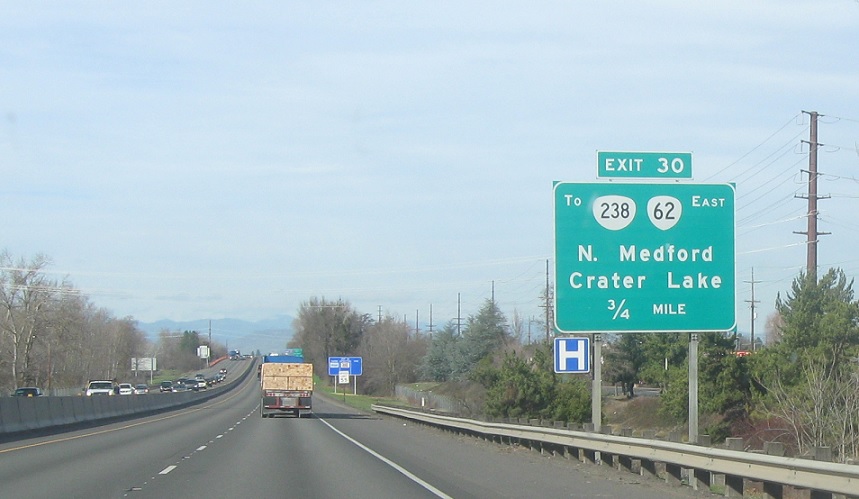 EXIT 30
To 238 62 EAST
N. Medford
Crater Lake
3/4 MILE
H